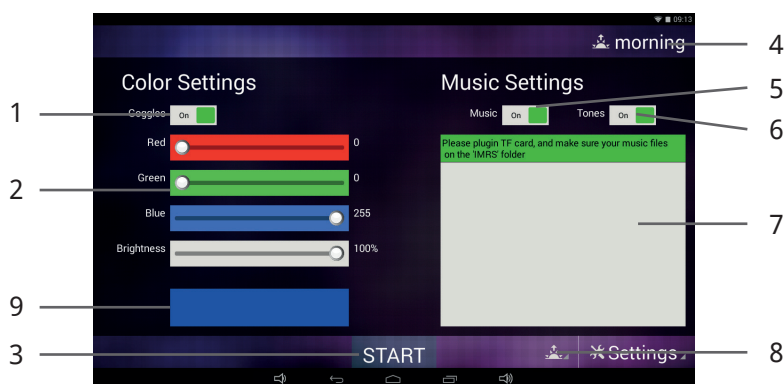 09:13
morning
4
Color Settings
Music Settings
5
1
Goggles
On
Music
On
Tones
On
6
Red
0
Please plugin TF card, and make sure your music files
on the 'IMRS' folder
2
Green
0
Blue
255
7
Brightness
100%
9
3
START
Settings
8